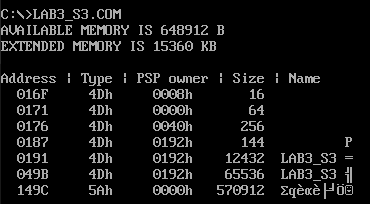 C:\>LAB3_S3.COM
AVAILABLE MEMORY IS 648912 B
EXTENDED MEMORY IS 15360 KB
Address | Type | PSP owner | Size | Name
016F 4Dh 0008h 16
0171 4Dh 0000h 64
0176 4Dh 0040h 256
0187 4Dh 0192h 144 P
0191 4Dh 0192h 12432 LAB3_S3 =
049B 4Dh 0192h 65536 LAB3_S3 ╣
149C 5Ah 0000h 570912